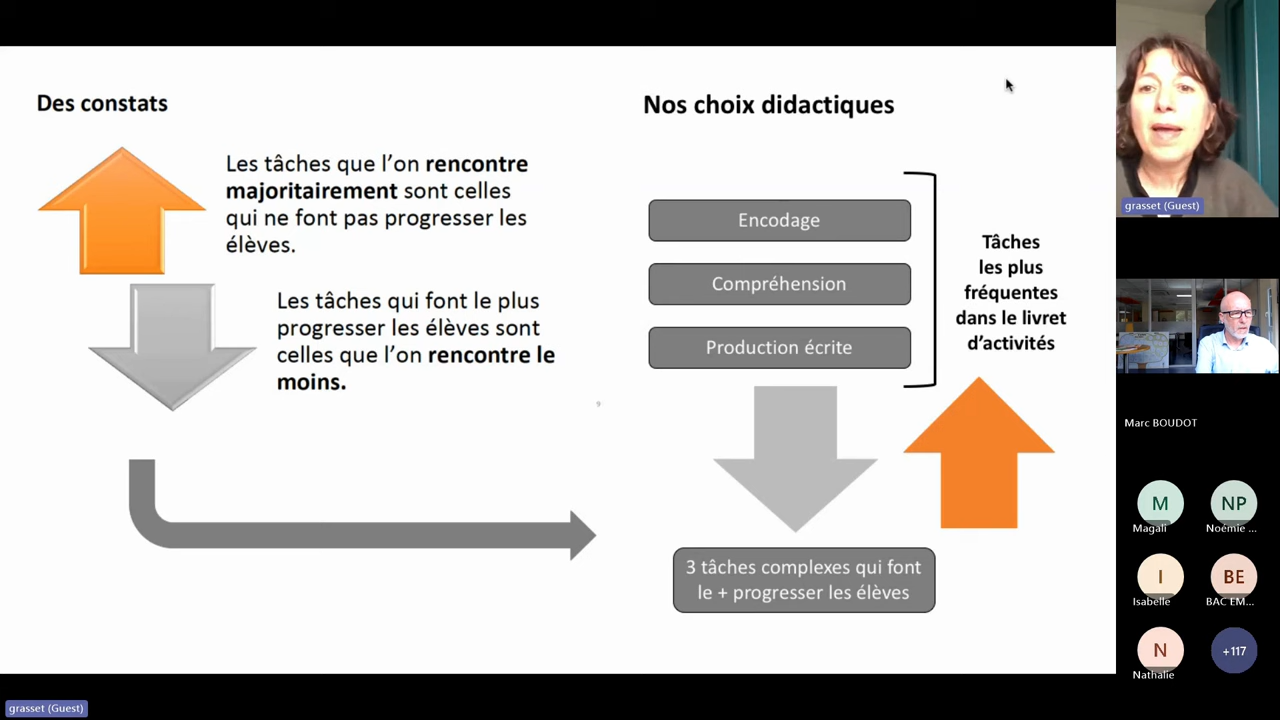 Des constats
Les tâches que l’on rencontre
majoritairement sont celles
qui ne font pas progresser les
élèves.
Les tâches qui font le plus
progresser les élèves sont
celles que l’on rencontre le
moins.
Nos choix didactiques
Encodage
Compréhension
Production écrite
Tâches
les plus
fréquentes
dans le livret
d’activités
3 tâches complexes qui font
le + progresser les élèves
grasset (Guest)
Marc BOUDOT
M
Magali
NP
Noémie ...
I
Isabelle
BE
BAC EM...
N
Nathalie
+117
grasset (Guest)